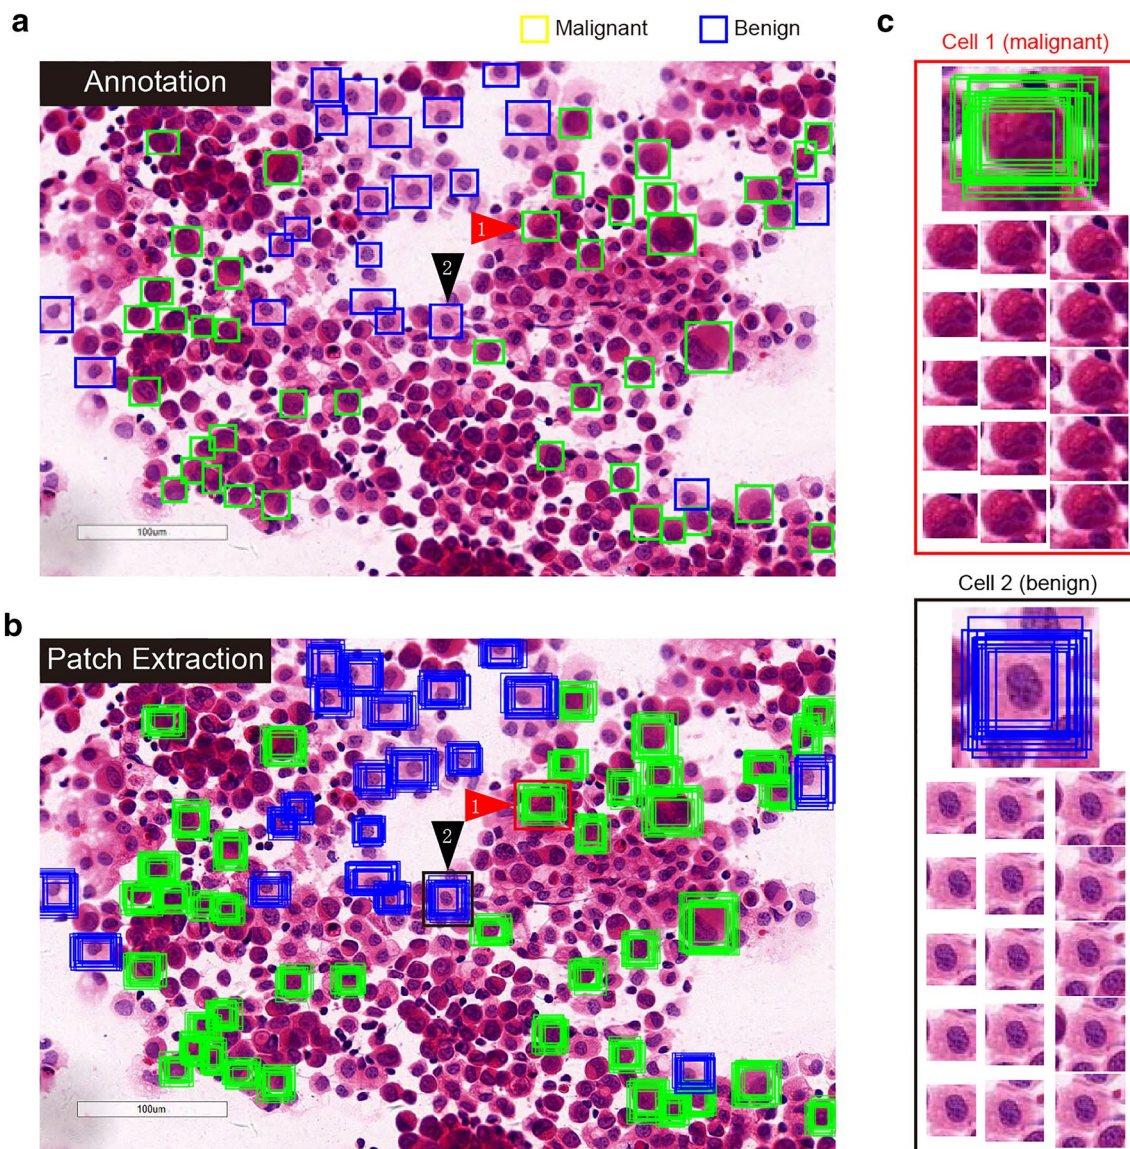 a
Malignant
Benign
c
Cell 1 (malignant)
Annotation
1
2
100um
Cell 2 (benign)
b
Patch Extraction
1
2
100um